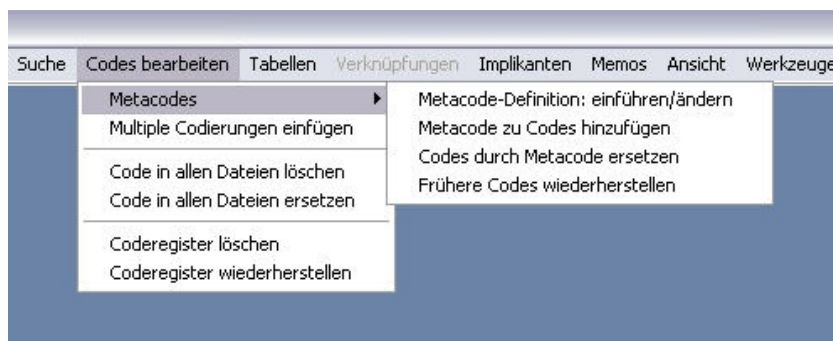 Suche Codes bearbeiten Tabellen Verknüpfungen Implikanten Memos Ansicht Werkzeuge
Metacodes
Multiple Codierungen einfügen
Code in allen Dateien löschen
Code in allen Dateien ersetzen
Coderegister löschen
Coderegister wiederherstellen
Metacode-Definition: einführen/ändern
Metacode zu Codes hinzufügen
Codes durch Metacode ersetzen
Frühere Codes wiederherstellen